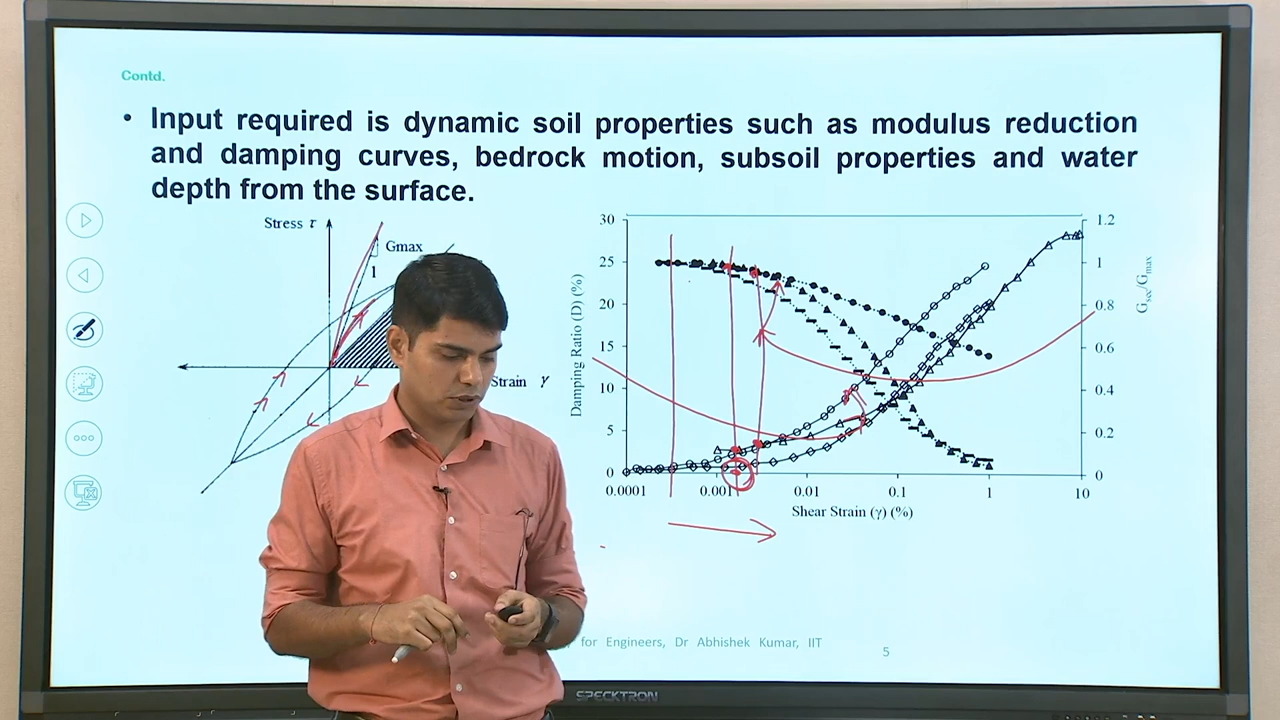 Contd.
• Input required is dynamic soil properties such as modulus reduction
and damping curves, bedrock motion, subsoil properties and water
depth from the surface.
Stress τ
Gmax
1
Strain γ
30
25
20
15
10
5
0
Damping Ratio (D) (%)
1.2
1
0.8
0.6
0.4
0.2
0
0.0001
0.001
0.01
0.1
1
10
Shear Strain (γ) (%)
for Engineers, Dr Abhishek Kumar, IIT
5
SPECKTRON